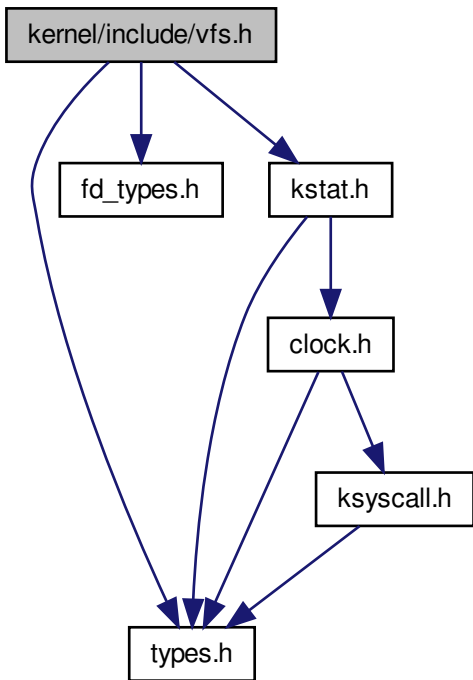 kernel/include/vfs.h
fd_types.h
kstat.h
clock.h
ksyscall.h
types.h